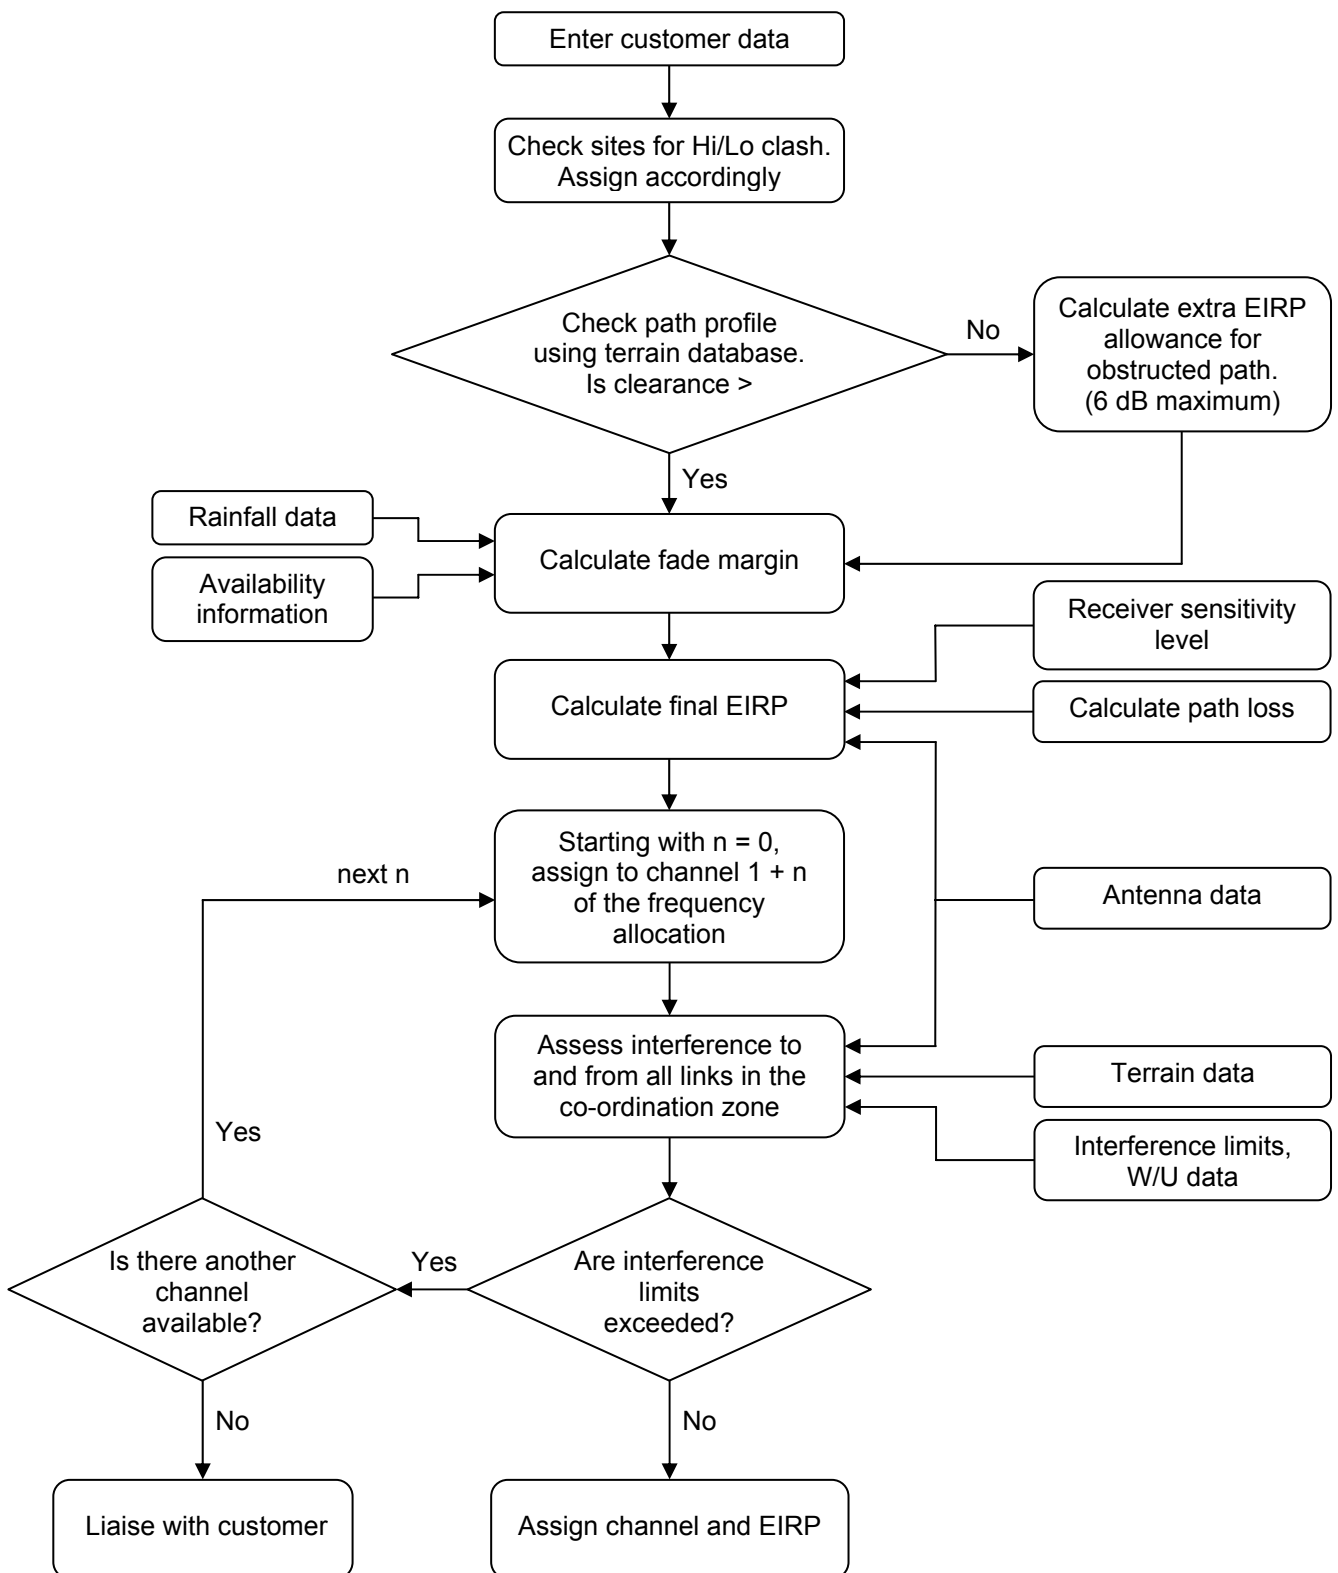 Enter customer data
Check sites for Hi/Lo clash.
Assign accordingly
Check path profile
using terrain database.
Is clearance >
No
Calculate extra EIRP
allowance for
obstructed path.
(6 dB maximum)
Yes
Rainfall data
Calculate fade margin
Availability
information
Receiver sensitivity
level
Calculate final EIRP
Calculate path loss
Starting with n = 0,
assign to channel 1 + n
of the frequency
allocation
next n
Antenna data
Assess interference to
and from all links in the
co-ordination zone
Terrain data
Interference limits,
W/U data
Yes
Is there another
channel
available?
Yes
Are interference
limits
exceeded?
No
No
Liaise with customer
Assign channel and EIRP